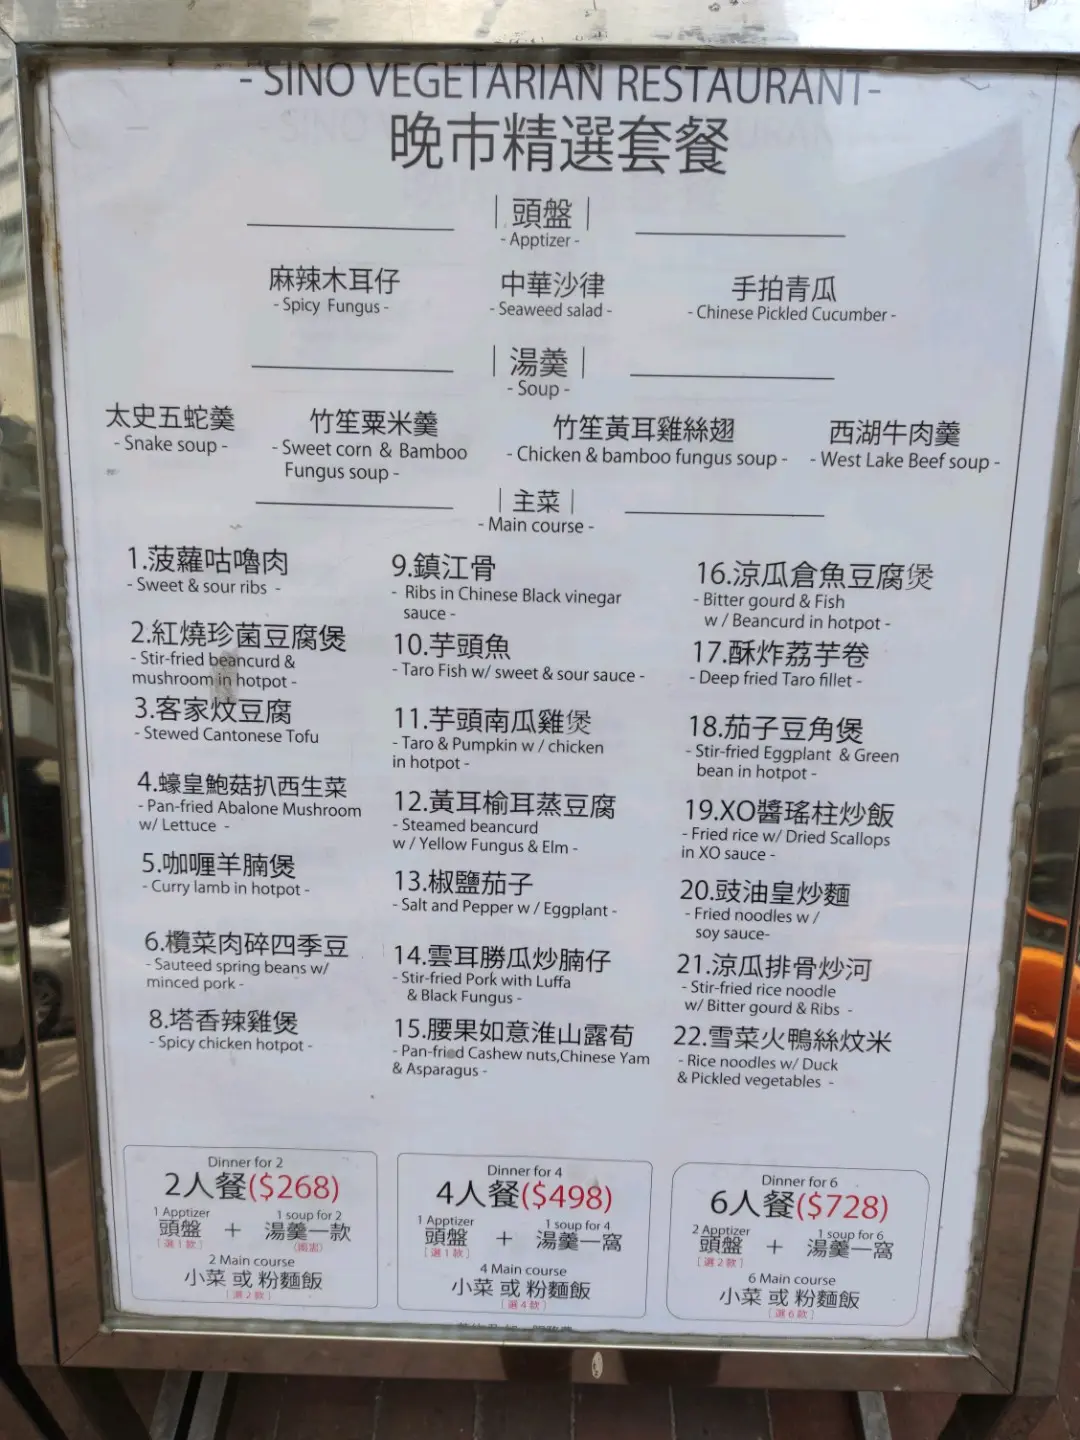 - SINO VEGETARIAN RESTAURANT-
晚市精選套餐
頭盤
- Apptizer -
麻辣木耳仔
- Spicy Fungus -
中華沙律
- Seaweed salad -
手拍青瓜
- Chinese Pickled Cucumber -
湯羹
- Soup -
太史五蛇羹
- Snake soup -
竹笙粟米羹
- Sweet corn & Bamboo
Fungus soup -
竹笙黃耳雞絲翅
- Chicken & bamboo fungus soup -
西湖牛肉羹
- West Lake Beef soup -
主菜
- Main course -
1.菠蘿咕嚕肉
- Sweet & sour ribs -
2.紅燒珍菌豆腐煲
- Stir-fried beancurd &
mushroom in hotpot -
3.客家炆豆腐
- Stewed Cantonese Tofu
4.蠔皇鮑菇扒西生菜
- Pan-fried Abalone Mushroom
w/ Lettuce -
5.咖喱羊腩煲
- Curry lamb in hotpot -
6.欖菜肉碎四季豆
- Sauteed spring beans w/
minced pork -
8.塔香辣雞煲
- Spicy chicken hotpot -
9.鎮江骨
- Ribs in Chinese Black vinegar
sauce -
10.芋頭魚
- Taro Fish w/ sweet & sour sauce -
11.芋頭南瓜雞煲
- Taro & Pumpkin w / chicken
in hotpot -
12.黃耳榆耳蒸豆腐
- Steamed beancurd
w / Yellow Fungus & Elm -
13.椒鹽茄子
- Salt and Pepper w / Eggplant -
14.雲耳勝瓜炒腩仔
- Stir-fried Pork with Luffa
& Black Fungus -
15.腰果如意淮山露荀
- Pan-fried Cashew nuts,Chinese Yam
& Asparagus -
16.涼瓜倉魚豆腐煲
- Bitter gourd & Fish
w / Beancurd in hotpot -
17.酥炸荔芋卷
- Deep fried Taro fillet -
18.茄子豆角煲
- Stir-fried Eggplant & Green
bean in hotpot -
19.XO醬瑤柱炒飯
- Fried rice w/ Dried Scallops
in XO sauce -
20.豉油皇炒麵
- Fried noodles w /
soy sauce-
21.涼瓜排骨炒河
- Stir-fried rice noodle
w/ Bitter gourd & Ribs -
22.雪菜火鴨絲炆米
- Rice noodles w/ Duck
& Pickled vegetables -
Dinner for 2
2人餐($268)
1 Apptizer 1 soup for 2
頭盤 + 湯羹一款
[ 選 1 款 ]
2 Main course
小菜 或 粉麵飯
[ 選 2 款 ]
Dinner for 4
4人餐($498)
1 Apptizer 1 soup for 4
頭盤 + 湯羹一窩
[ 選 1 款 ]
4 Main course
小菜 或 粉麵飯
[ 選 4 款 ]
Dinner for 6
6人餐($728)
2 Apptizer 1 soup for 6
頭盤 + 湯羹一窩
[ 選 2 款 ]
6 Main course
小菜 或 粉麵飯
[ 選 6 款 ]